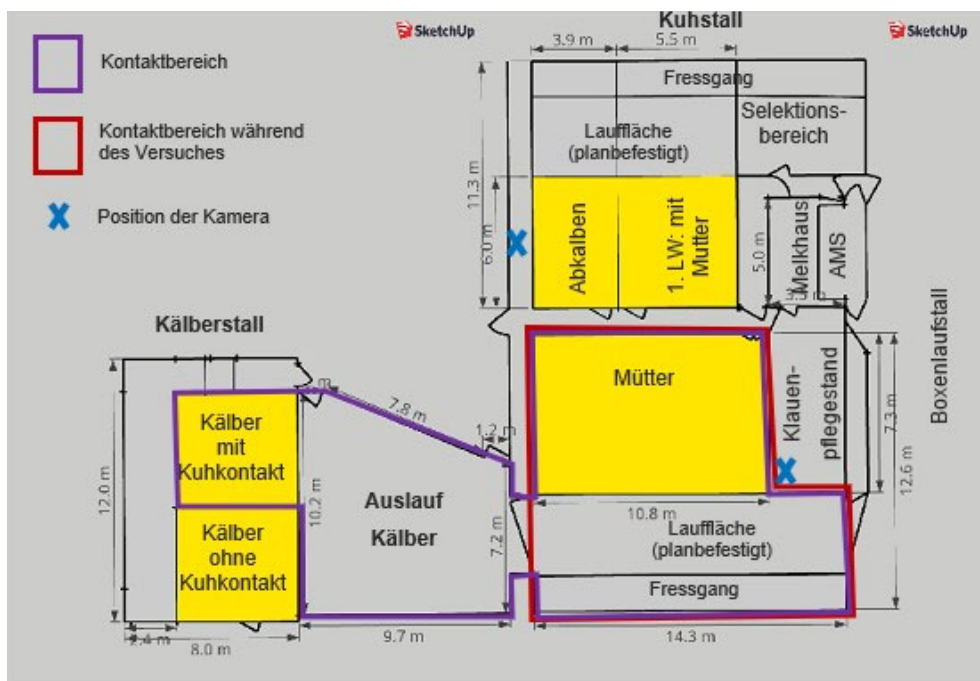 Kuhstall
SketchUp
SketchUp
3.9 m
5.5 m
Kontaktbereich
Kontaktbereich während
des Versuches
Position der Kamera
Fressgang
Selektions-
bereich
Lauffläche
(planbefestigt)
11.3 m
6.0 m
Abkalben
1. LW: mit
Mutter
5.0 m
Melkhaus
AMS
Boxenlaufstall
Kälberstall
12.0 m
Kälber
mit
Kuhkontakt
Kälber
ohne
Kuhkontakt
10.2 m
7.8 m
1.2 m
Auslauf
Kälber
7.2 m
Mütter
Klauen-
pflegestand
7.3 m
12.6 m
10.8 m
Lauffläche
(planbefestigt)
Fressgang
2.4 m
8.0 m
9.7 m
14.3 m